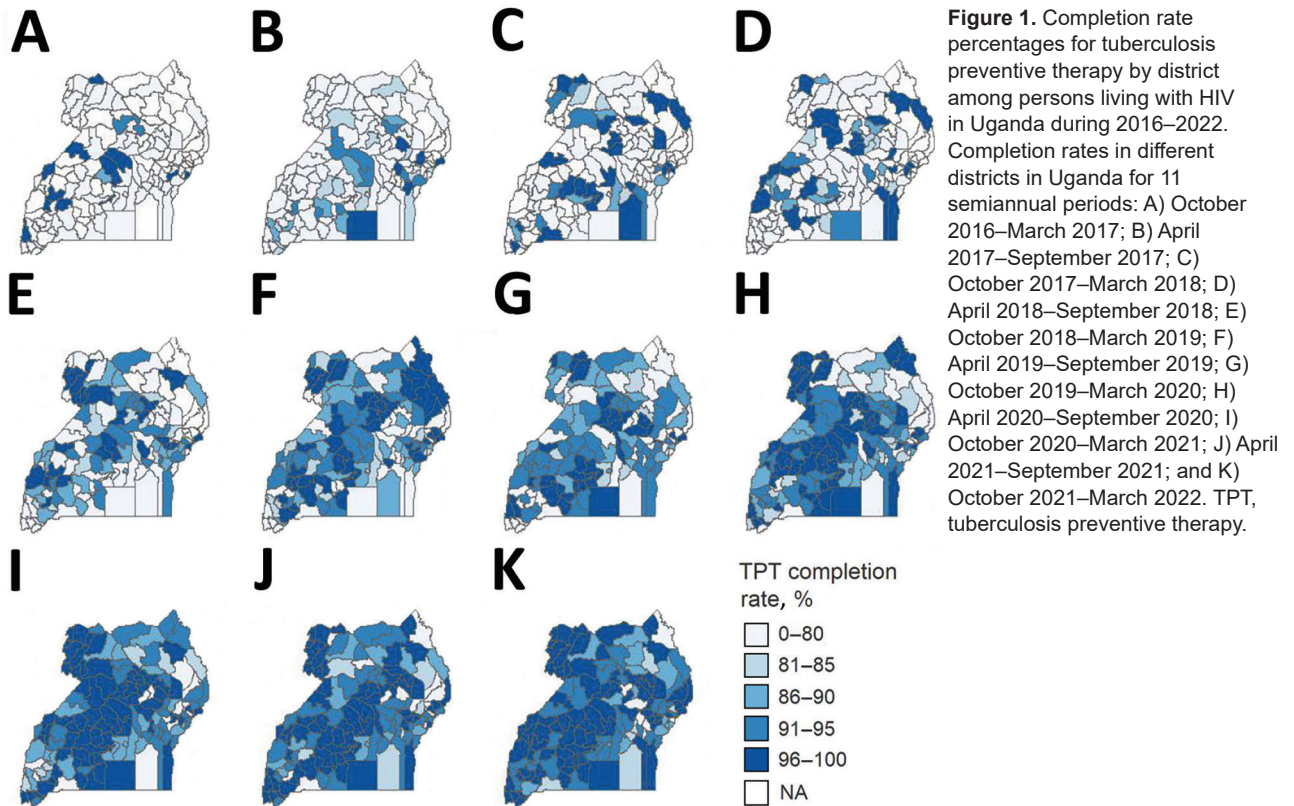 A
B
C
D
Figure 1. Completion rate
percentages for tuberculosis
preventive therapy by district
among persons living with HIV
in Uganda during 2016–2022.
Completion rates in different
districts in Uganda for 11
semiannual periods: A) October
2016–March 2017; B) April
2017–September 2017; C)
October 2017–March 2018; D)
April 2018–September 2018; E)
October 2018–March 2019; F)
April 2019–September 2019; G)
October 2019–March 2020; H)
April 2020–September 2020; I)
October 2020–March 2021; J) April
2021–September 2021; and K)
October 2021–March 2022. TPT,
tuberculosis preventive therapy.
E
F
G
H
I
J
K
TPT completion
rate, %
0–80
81–85
86–90
91–95
96–100
NA